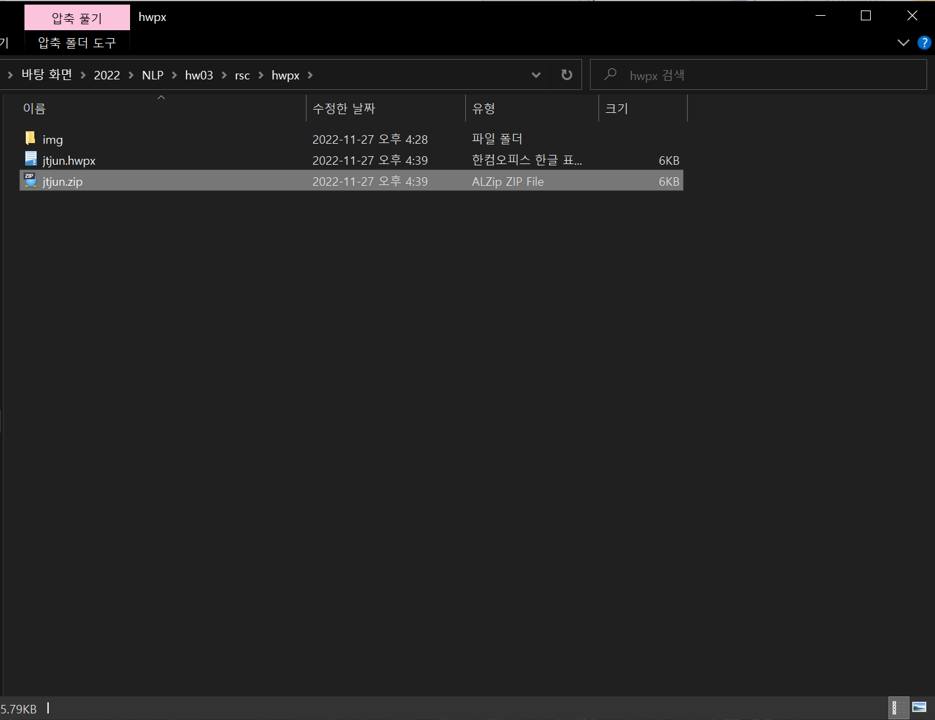 압축 풀기 hwpx
기 압축 폴더 도구 ?
바탕 화면 2022 NLP hw03 rsc hwpx hwpx 검색
이름 수정한 날짜 유형 크기
img 2022-11-27 오후 4:28 파일 폴더
jtjun.hwpx 2022-11-27 오후 4:39 한컴오피스 한글 표... 6KB
ZIP jtjun.zip 2022-11-27 오후 4:39 ALZip ZIP File 6KB
5.79KB